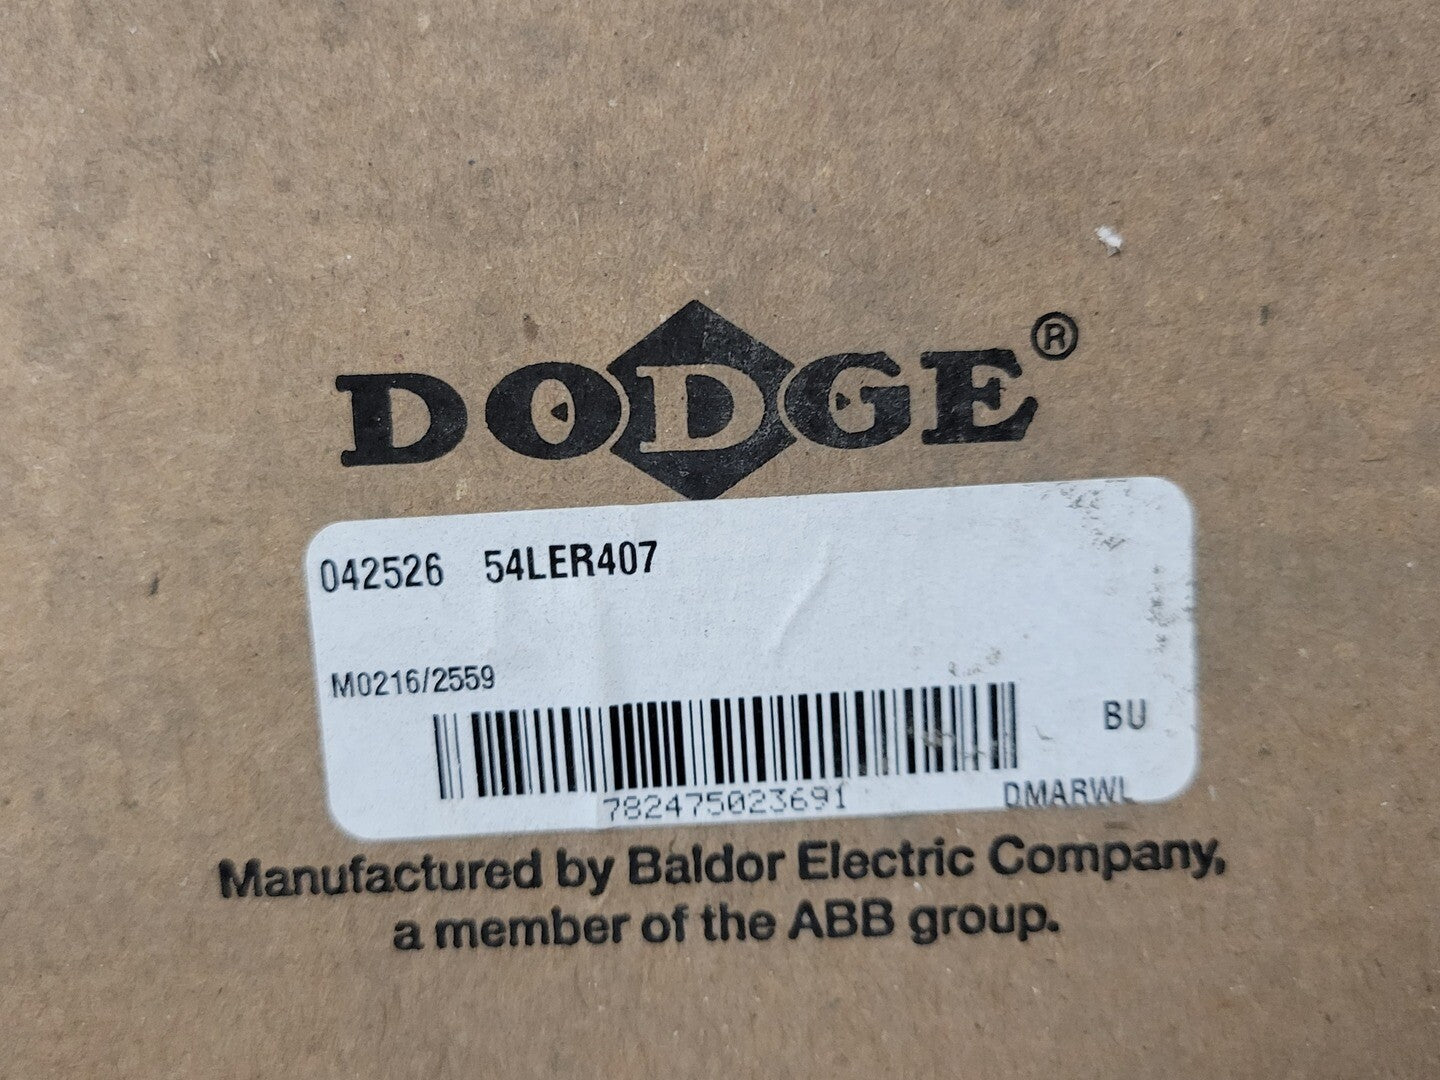 DODGE®
042526 54LER407
M0216/2559
BU
782475023691 DMARWL
Manufactured by Baldor Electric Company,
a member of the ABB group.